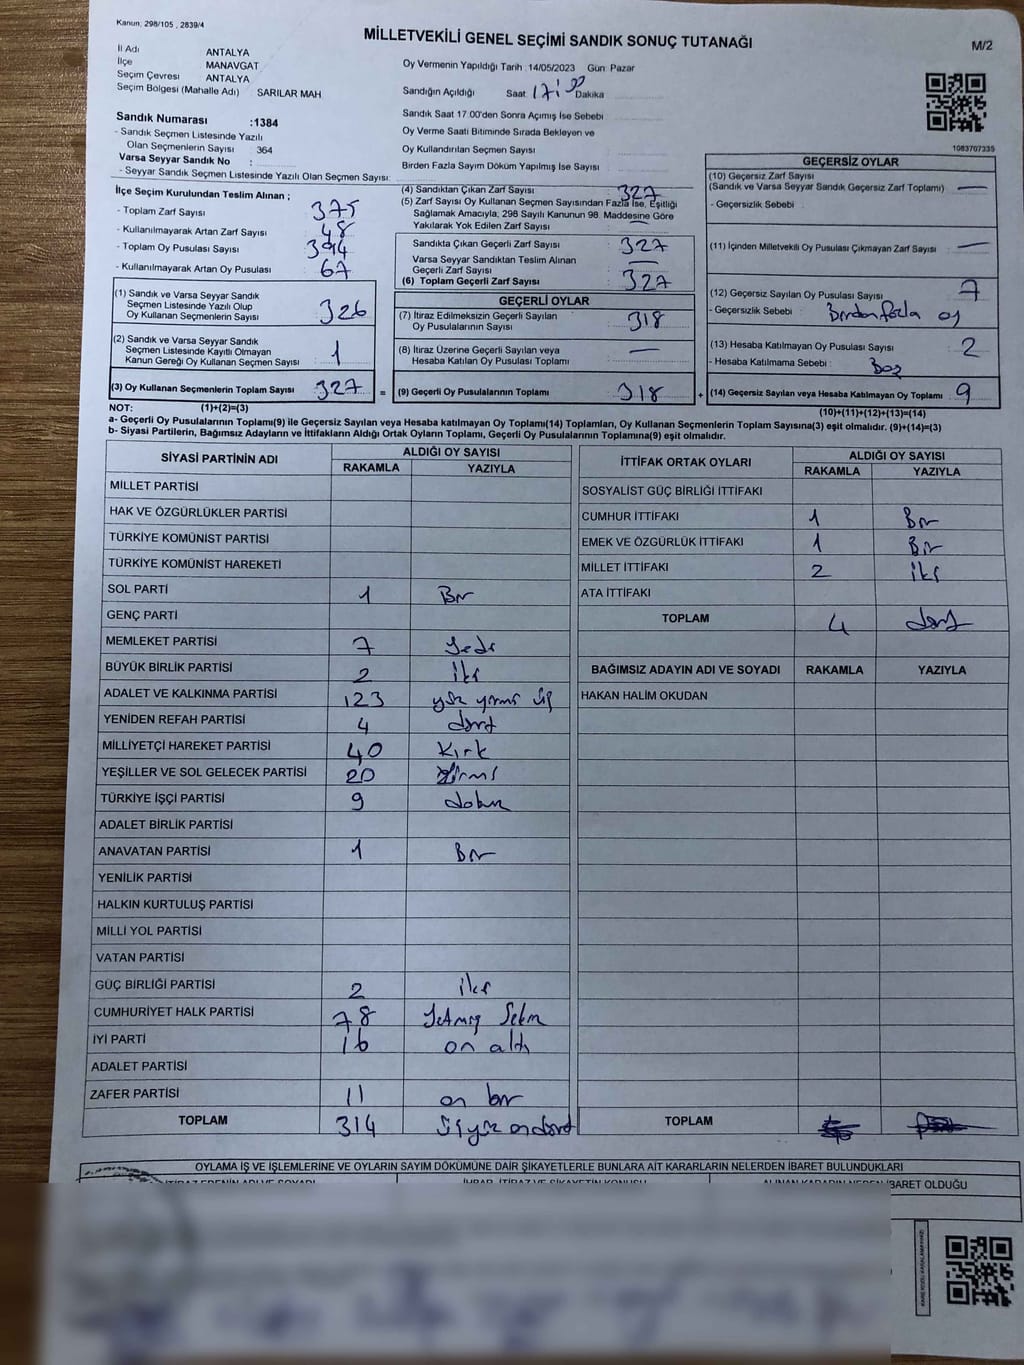 Kanun: 298/105 , 2839/4
MİLLETVEKİLİ GENEL SEÇİMİ SANDIK SONUÇ TUTANAĞI
M/2
İl Adı ANTALYA
İlçe MANAVGAT
Seçim Çevresi ANTALYA
Seçim Bölgesi (Mahalle Adı) SARILAR MAH.
Oy Vermenin Yapıldığı Tarih :14/05/2023 Gün: Pazar
Sandığın Açıldığı Saat 17:00 Dakika
Sandık Saat 17.00'den Sonra Açımış İse Sebebi
Oy Verme Saati Bitiminde Sırada Bekleyen ve
Oy Kullandırılan Seçmen Sayısı
Birden Fazla Sayım Döküm Yapılmış İse Sayısı
1083707335
Sandık Numarası :1384
- Sandık Seçmen Listesinde Yazılı
Olan Seçmenlerin Sayısı 364
Varsa Seyyar Sandık No :
- Seyyar Sandık Seçmen Listesinde Yazılı Olan Seçmen Sayısı:
İlçe Seçim Kurulundan Teslim Alınan ;
- Toplam Zarf Sayısı 375
- Kullanılmayarak Artan Zarf Sayısı 48
- Toplam Oy Pusulası Sayısı 394
- Kullanılmayarak Artan Oy Pusulası 67
(4) Sandıktan Çıkan Zarf Sayısı 327
(5) Zarf Sayısı Oy Kullanan Seçmen Sayısından Fazla İse, Eşitliği
Sağlamak Amacıyla; 298 Sayılı Kanunun 98. Maddesine Göre
Yakılarak Yok Edilen Zarf Sayısı —
Sandıkta Çıkan Geçerli Zarf Sayısı 327
Varsa Seyyar Sandıktan Teslim Alınan
Geçerli Zarf Sayısı —
(6) Toplam Geçerli Zarf Sayısı 327
GEÇERSİZ OYLAR
(10) Geçersiz Zarf Sayısı
(Sandık ve Varsa Seyyar Sandık Geçersiz Zarf Toplamı) —
- Geçersizlik Sebebi
(11) İçinden Milletvekili Oy Pusulası Çıkmayan Zarf Sayısı —
(12) Geçersiz Sayılan Oy Pusulası Sayısı 7
- Geçersizlik Sebebi : Birden fazla oy
(13) Hesaba Katılmayan Oy Pusulası Sayısı 2
- Hesaba Katılmama Sebebi : Boş
(14) Geçersiz Sayılan veya Hesaba Katılmayan Oy Toplamı 9
(10)+(11)+(12)+(13)=(14)
(1) Sandık ve Varsa Seyyar Sandık
Seçmen Listesinde Yazılı Olup
Oy Kullanan Seçmenlerin Sayısı 326
(2) Sandık ve Varsa Seyyar Sandık
Seçmen Listesinde Kayıtlı Olmayan
Kanun Gereği Oy Kullanan Seçmen Sayısı 1
(3) Oy Kullanan Seçmenlerin Toplam Sayısı 327 =
GEÇERLİ OYLAR
(7) İtiraz Edilmeksizin Geçerli Sayılan
Oy Pusulalarının Sayısı 318
(8) İtiraz Üzerine Geçerli Sayılan veya
Hesaba Katılan Oy Pusulası Toplamı —
(9) Geçerli Oy Pusulalarının Toplamı 318 +
NOT: (1)+(2)=(3)
a- Geçerli Oy Pusulalarının Toplamı(9) ile Geçersiz Sayılan veya Hesaba katılmayan Oy Toplamı(14) Toplamları, Oy Kullanan Seçmenlerin Toplam Sayısına(3) eşit olmalıdır. (9)+(14)=(3)
b- Siyasi Partilerin, Bağımsız Adayların ve İttifakların Aldığı Ortak Oyların Toplamı, Geçerli Oy Pusulalarının Toplamına(9) eşit olmalıdır.
SİYASİ PARTİNİN ADI ALDIĞI OY SAYISI
RAKAMLA YAZIYLA
MİLLET PARTİSİ
HAK VE ÖZGÜRLÜKLER PARTİSİ
TÜRKİYE KOMÜNİST PARTİSİ
TÜRKİYE KOMÜNİST HAREKETİ
SOL PARTİ 1 Bir
GENÇ PARTİ
MEMLEKET PARTİSİ 7 Yedi
BÜYÜK BİRLİK PARTİSİ 2 iki
ADALET VE KALKINMA PARTİSİ 123 yüz yirmi üç
YENİDEN REFAH PARTİSİ 4 dört
MİLLİYETÇİ HAREKET PARTİSİ 40 kırk
YEŞİLLER VE SOL GELECEK PARTİSİ 20 Yirmi
TÜRKİYE İŞÇİ PARTİSİ 9 dokuz
ADALET BİRLİK PARTİSİ
ANAVATAN PARTİSİ 1 Bir
YENİLİK PARTİSİ
HALKIN KURTULUŞ PARTİSİ
MİLLİ YOL PARTİSİ
VATAN PARTİSİ
GÜÇ BİRLİĞİ PARTİSİ 2 iki
CUMHURİYET HALK PARTİSİ 78 Yetmiş Sekiz
İYİ PARTİ 16 on altı
ADALET PARTİSİ
ZAFER PARTİSİ 11 on bir
TOPLAM 314 üçyüz ondört
İTTİFAK ORTAK OYLARI ALDIĞI OY SAYISI
RAKAMLA YAZIYLA
SOSYALİST GÜÇ BİRLİĞİ İTTİFAKI
CUMHUR İTTİFAKI 1 Bir
EMEK VE ÖZGÜRLÜK İTTİFAKI 1 Bir
MİLLET İTTİFAKI 2 iki
ATA İTTİFAKI
TOPLAM 4 dört
BAĞIMSIZ ADAYIN ADI VE SOYADI RAKAMLA YAZIYLA
HAKAN HALİM OKUDAN
TOPLAM
OYLAMA İŞ VE İŞLEMLERİNE VE OYLARIN SAYIM DÖKÜMÜNE DAİR ŞİKAYETLERLE BUNLARA AİT KARARLARIN NELERDEN İBARET BULUNDUKLARI
İBARET OLDUĞU